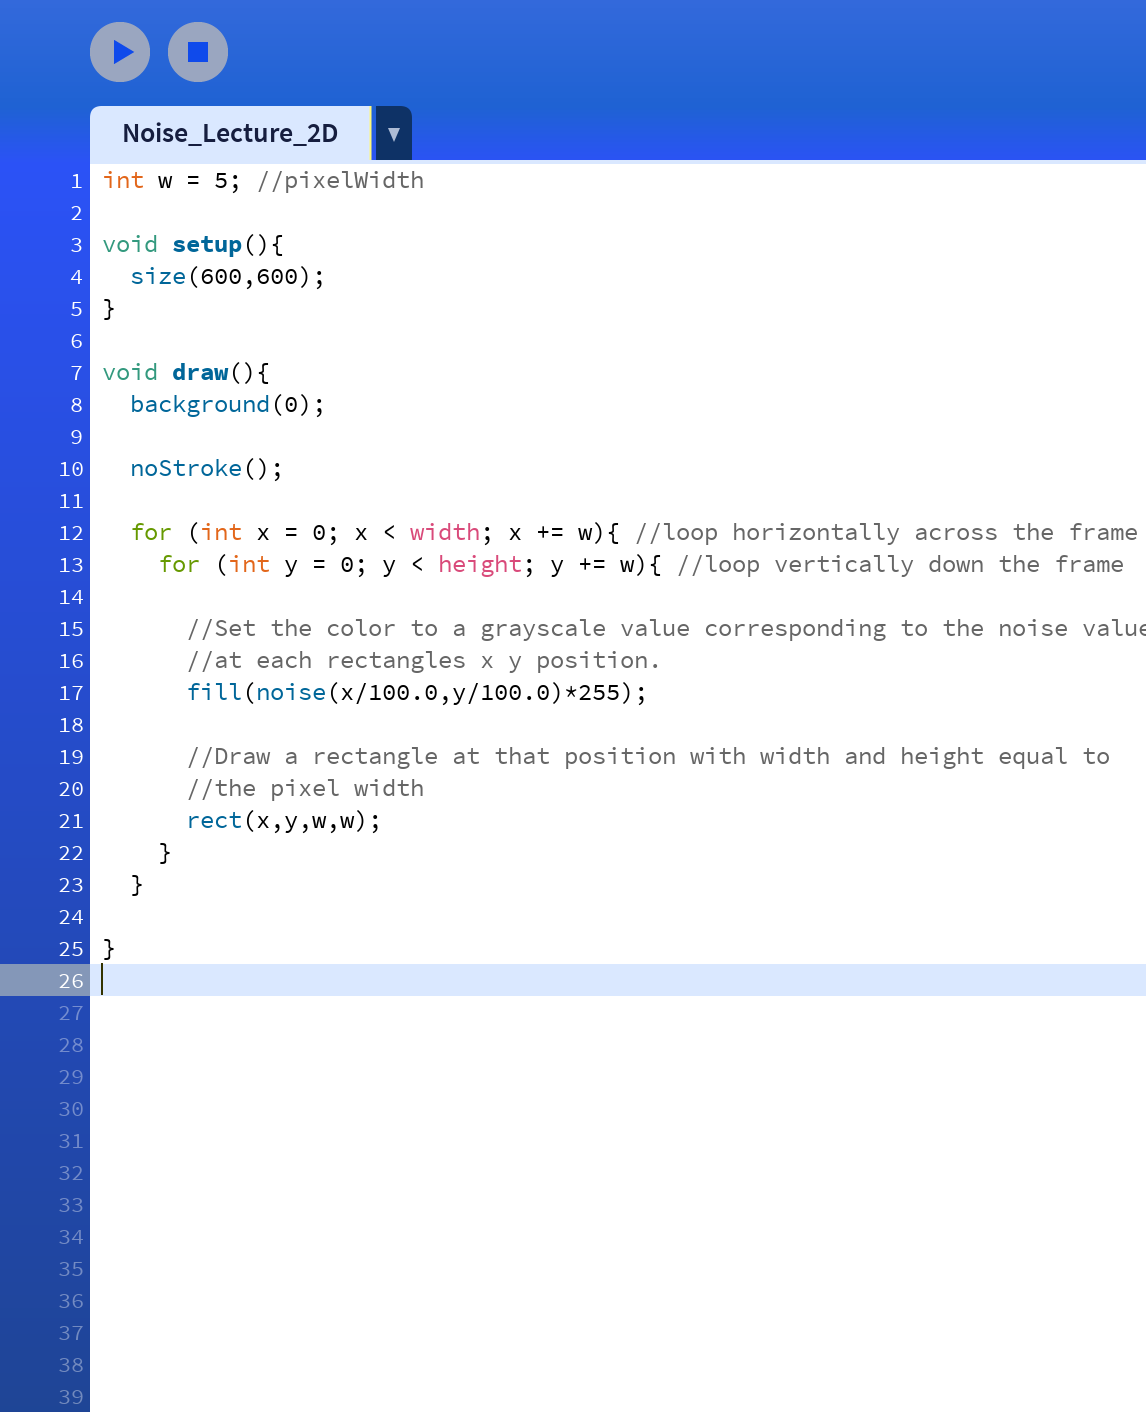 Noise_Lecture_2D ▼
1 int w = 5; //pixelWidth
2
3 void setup(){
4   size(600,600);
5 }
6
7 void draw(){
8   background(0);
9
10   noStroke();
11
12   for (int x = 0; x < width; x += w){ //loop horizontally across the frame
13     for (int y = 0; y < height; y += w){ //loop vertically down the frame
14
15       //Set the color to a grayscale value corresponding to the noise value
16       //at each rectangles x y position.
17       fill(noise(x/100.0,y/100.0)*255);
18
19       //Draw a rectangle at that position with width and height equal to
20       //the pixel width
21       rect(x,y,w,w);
22     }
23   }
24
25 }
26
27
28
29
30
31
32
33
34
35
36
37
38
39